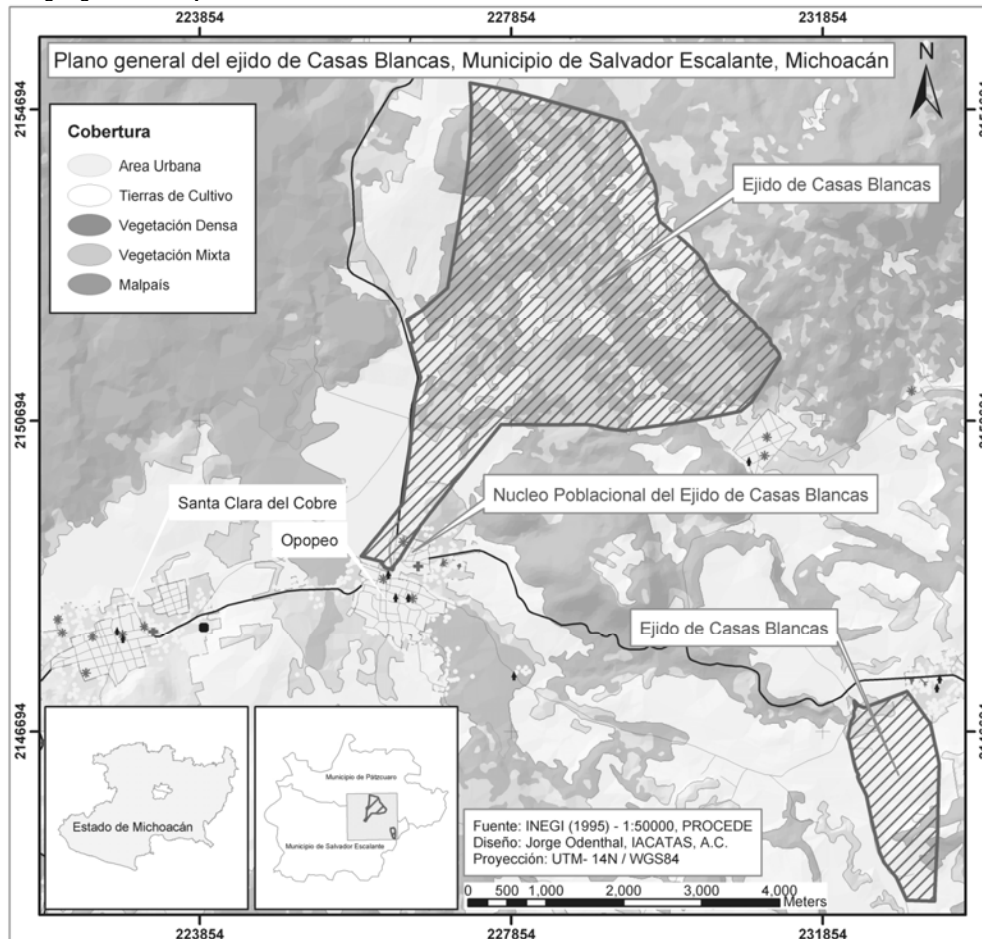 223854 227854 231854
Plano general del ejido de Casas Blancas, Municipio de Salvador Escalante, Michoacán
N
2154694
2154694
Cobertura
Area Urbana
Tierras de Cultivo
Vegetación Densa
Vegetación Mixta
Malpaís
Ejido de Casas Blancas
2150694
2150694
Nucleo Poblacional del Ejido de Casas Blancas
Santa Clara del Cobre
Opopeo
Ejido de Casas Blancas
2146694
2146694
Municipio de Pátzcuaro
Estado de Michoacán
Municipio de Salvador Escalante
Fuente: INEGI (1995) - 1:50000, PROCEDE
Diseño: Jorge Odenthal, IACATAS, A.C.
Proyección: UTM- 14N / WGS84
0 500 1,000 2,000 3,000 4,000
Meters
223854 227854 231854